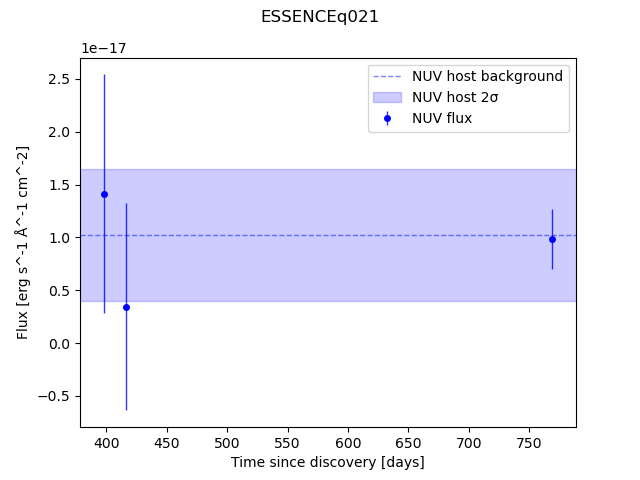 ESSENCEq021
1e−17
NUV host background
NUV host 2σ
NUV flux
2.5
2.0
1.5
1.0
0.5
0.0
−0.5
Flux [erg s^-1 Å^-1 cm^-2]
400
450
500
550
600
650
700
750
Time since discovery [days]